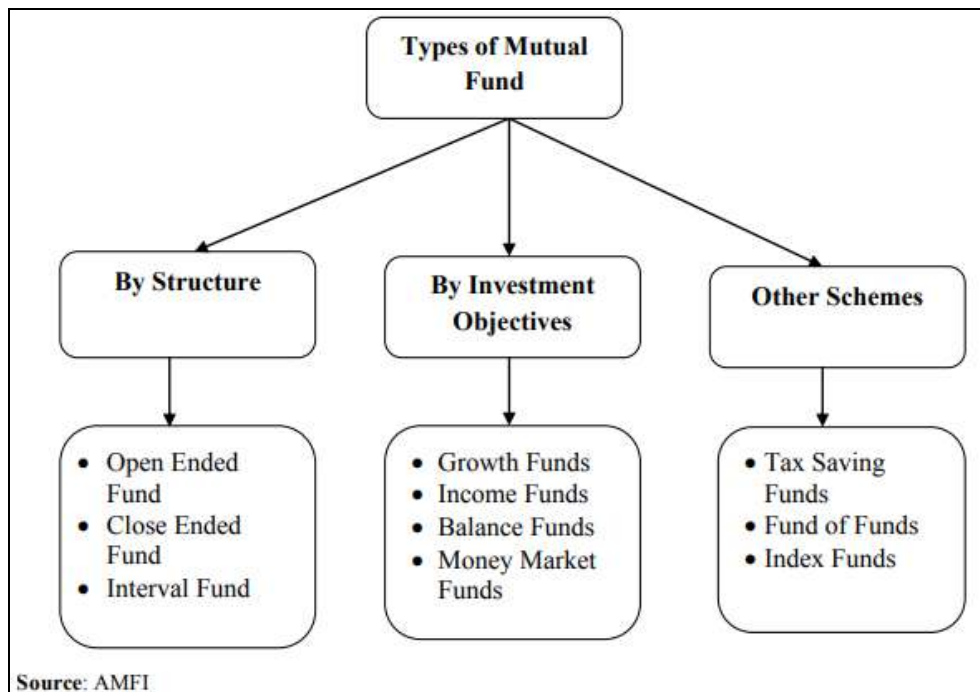 Types of Mutual
Fund
By Structure
By Investment
Objectives
Other Schemes
• Open Ended
Fund
• Close Ended
Fund
• Interval Fund
• Growth Funds
• Income Funds
• Balance Funds
• Money Market
Funds
• Tax Saving
Funds
• Fund of Funds
• Index Funds
Source: AMFI